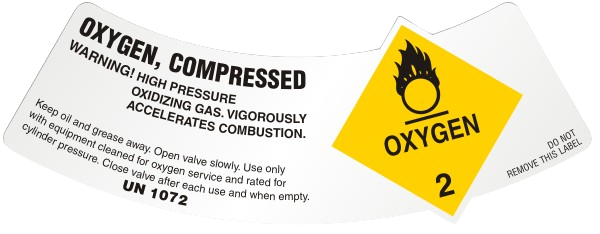 OXYGEN, COMPRESSED
WARNING! HIGH PRESSURE
OXIDIZING GAS. VIGOROUSLY
ACCELERATES COMBUSTION.
Keep oil and grease away. Open valve slowly. Use only
with equipment cleaned for oxygen service and rated for
cylinder pressure. Close valve after each use and when empty.
UN 1072
OXYGEN
2
DO NOT
REMOVE THIS LABEL